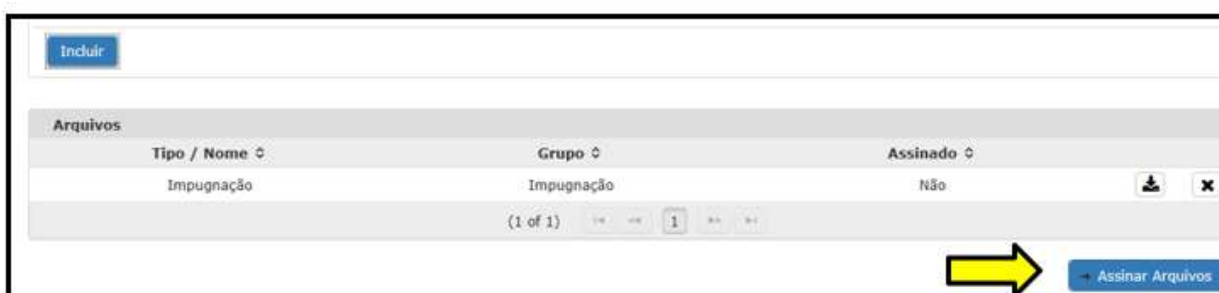 Incluir
Arquivos
Tipo / Nome Grupo Assinado
Impugnação Impugnação Não
(1 of 1) 1
Assinar Arquivos